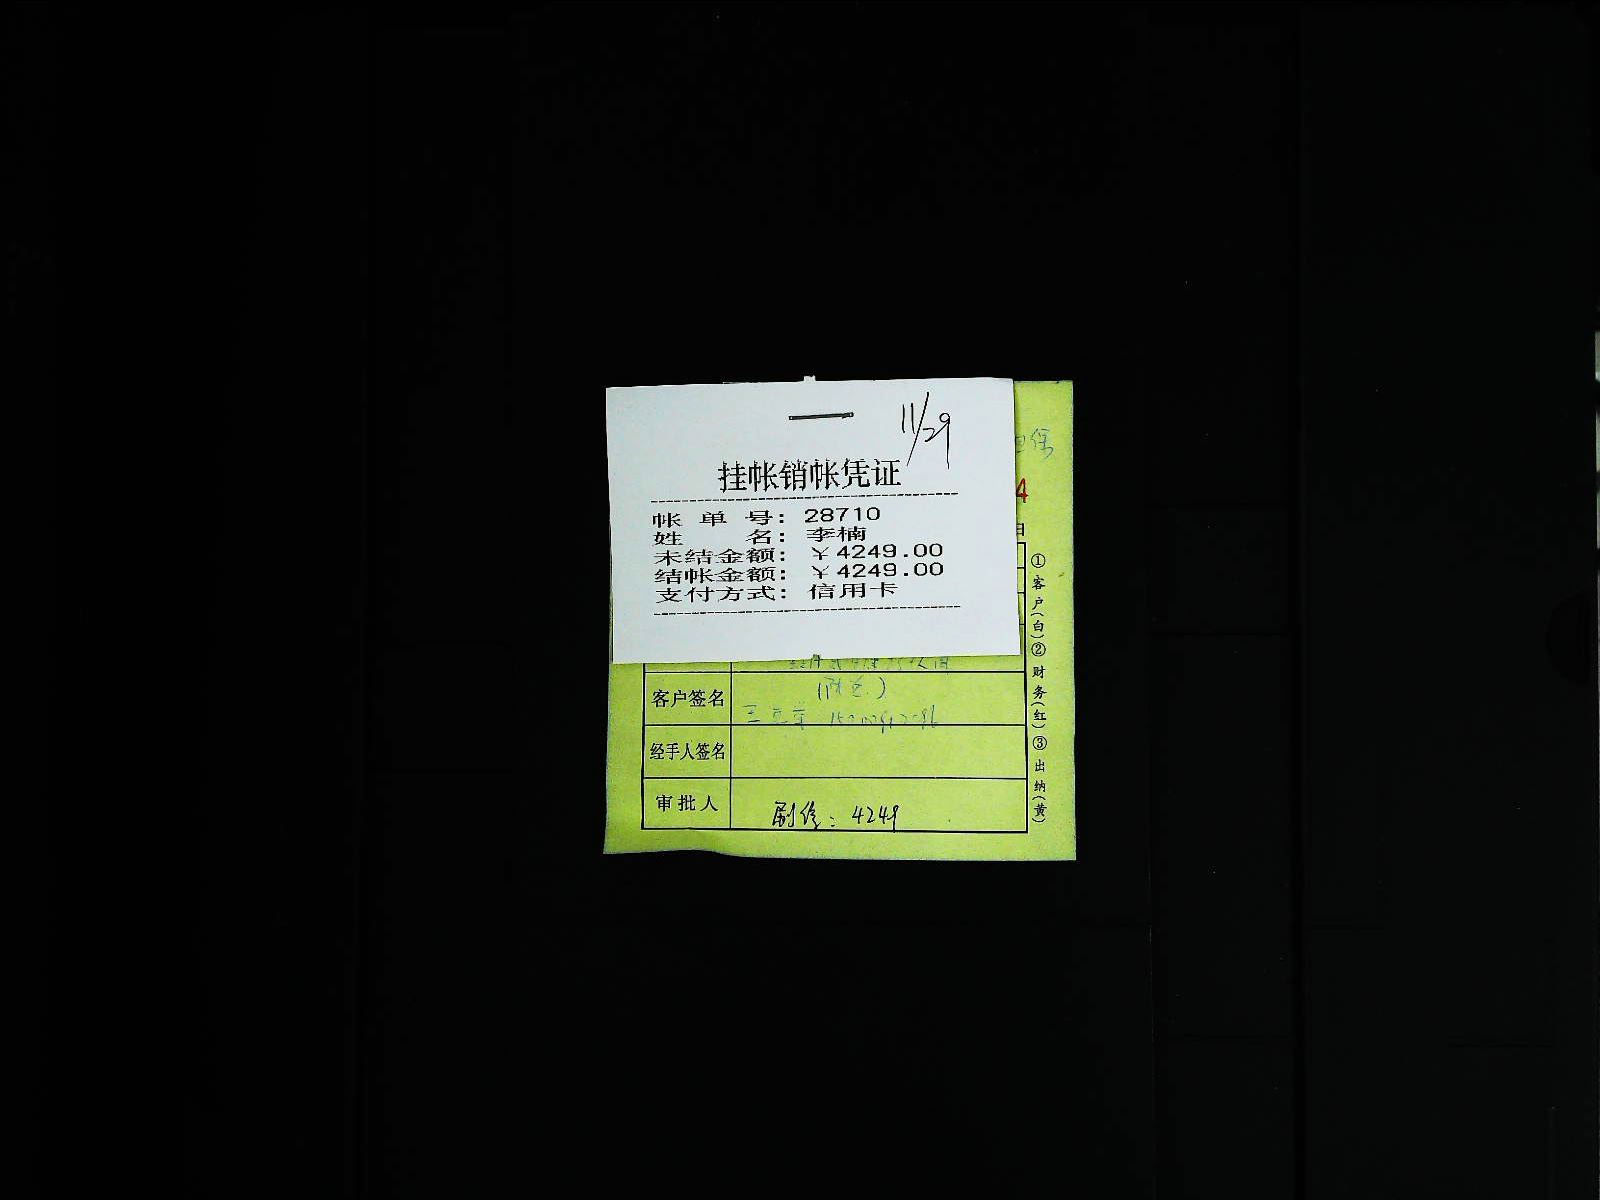 11/29
挂帐销帐凭证
帐单号：28710
姓名：李楠
未结金额：￥4249.00
结帐金额：￥4249.00
支付方式：信用卡
4
日
客户签名
经手人签名
审批人 刷终：4249
①客户(白)②财务(红)③出纳(黄)